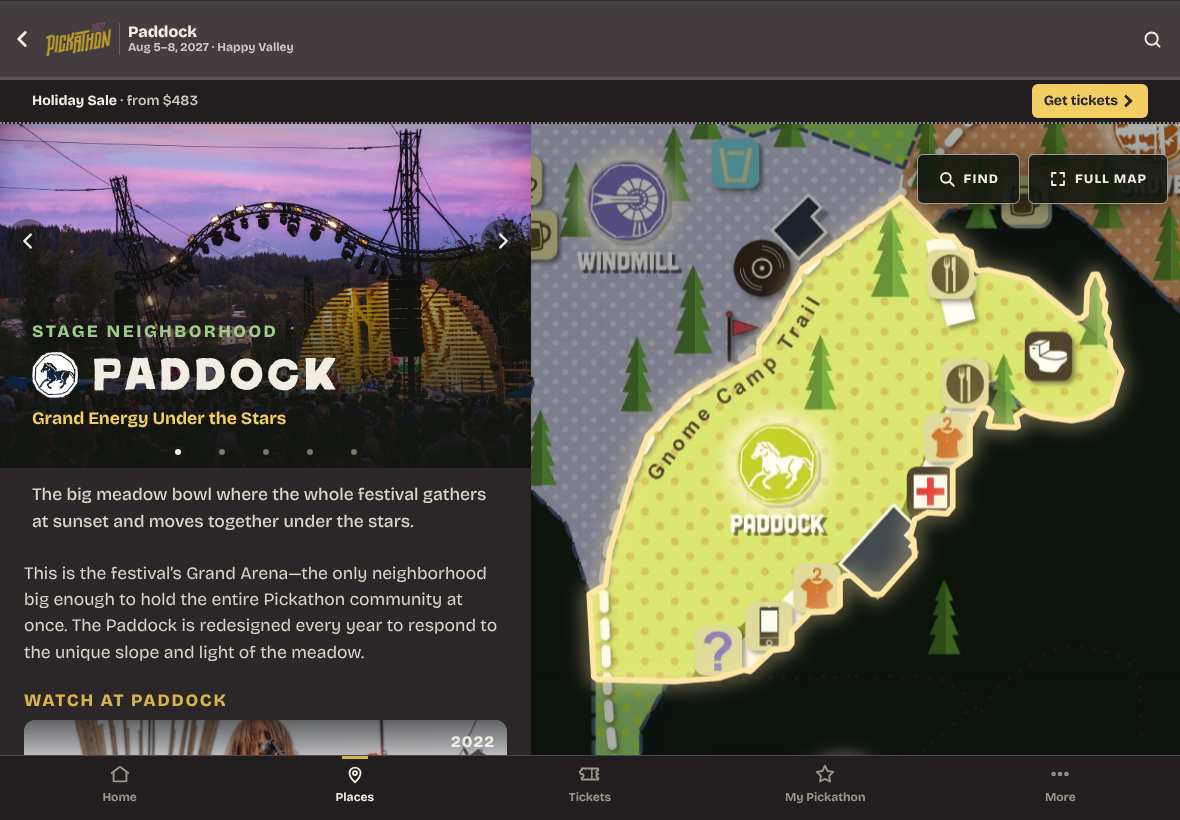 PICKATHON
Paddock
Aug 5–8, 2027 · Happy Valley
Holiday Sale · from $483
Get tickets
STAGE NEIGHBORHOOD
PADDOCK
Grand Energy Under the Stars
The big meadow bowl where the whole festival gathers
at sunset and moves together under the stars.
This is the festival’s Grand Arena—the only neighborhood
big enough to hold the entire Pickathon community at
once. The Paddock is redesigned every year to respond to
the unique slope and light of the meadow.
WATCH AT PADDOCK
2022
FIND
FULL MAP
WINDMILL
Gnome Camp Trail
2
PADDOCK
2
?
Home
Places
Tickets
My Pickathon
More